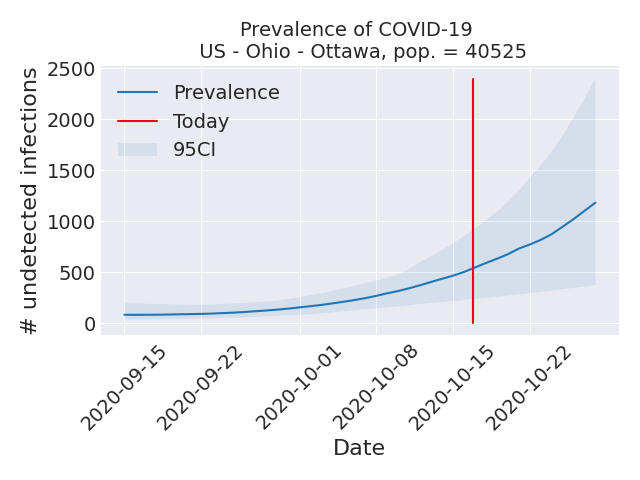 Prevalence of COVID-19
US - Ohio - Ottawa, pop. = 40525
# undetected infections
2500
2000
1500
1000
500
0
Prevalence
Today
95CI
2020-09-15
2020-09-22
2020-10-01
2020-10-08
2020-10-15
2020-10-22
Date